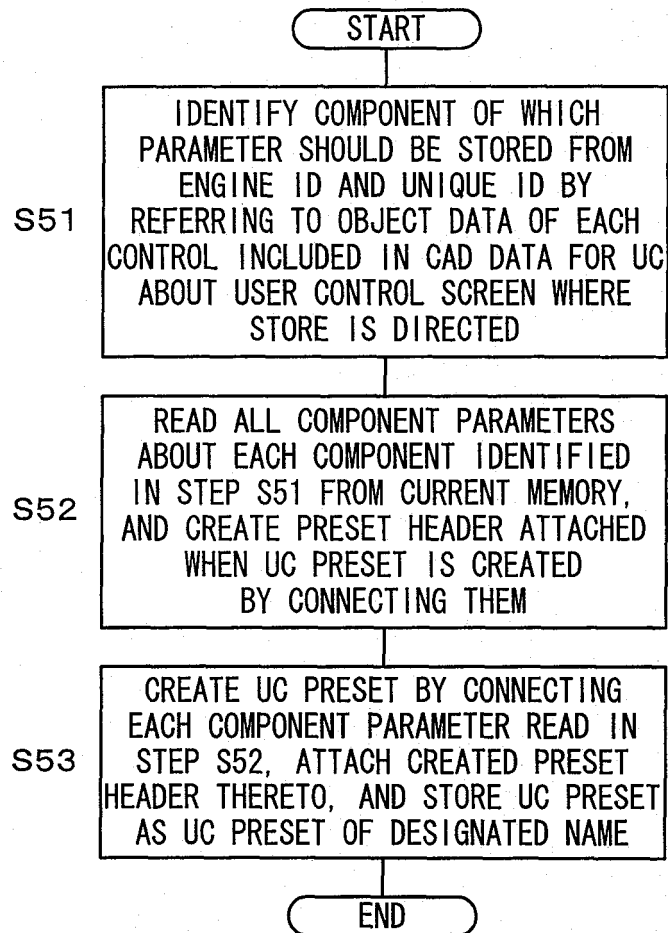 START
IDENTIFY COMPONENT OF WHICH
PARAMETER SHOULD BE STORED FROM
ENGINE ID AND UNIQUE ID BY
S51
REFERRING TO OBJECT DATA OF EACH
CONTROL INCLUDED IN CAD DATA FOR UC
ABOUT USER CONTROL SCREEN WHERE
STORE IS DIRECTED
READ ALL COMPONENT PARAMETERS
ABOUT EACH COMPONENT IDENTIFIED
S52
IN STEP S51 FROM CURRENT MEMORY,
AND CREATE PRESET HEADER ATTACHED
WHEN UC PRESET IS CREATED
BY CONNECTING THEM
CREATE UC PRESET BY CONNECTING
EACH COMPONENT PARAMETER READ IN
S53
STEP S52, ATTACH CREATED PRESET
HEADER THERETO, AND STORE UC PRESET
AS UC PRESET OF DESIGNATED NAME
END